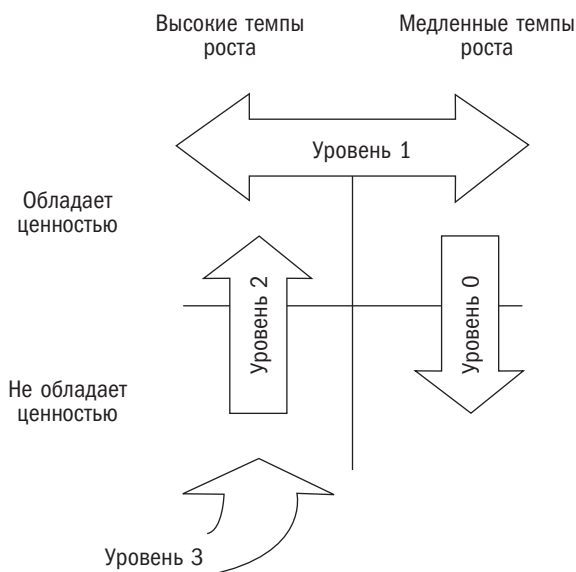 Высокие темпы
роста
Медленные темпы
роста
Уровень 1
Обладает
ценностью
Уровень 2
Уровень 0
Не обладает
ценностью
Уровень 3